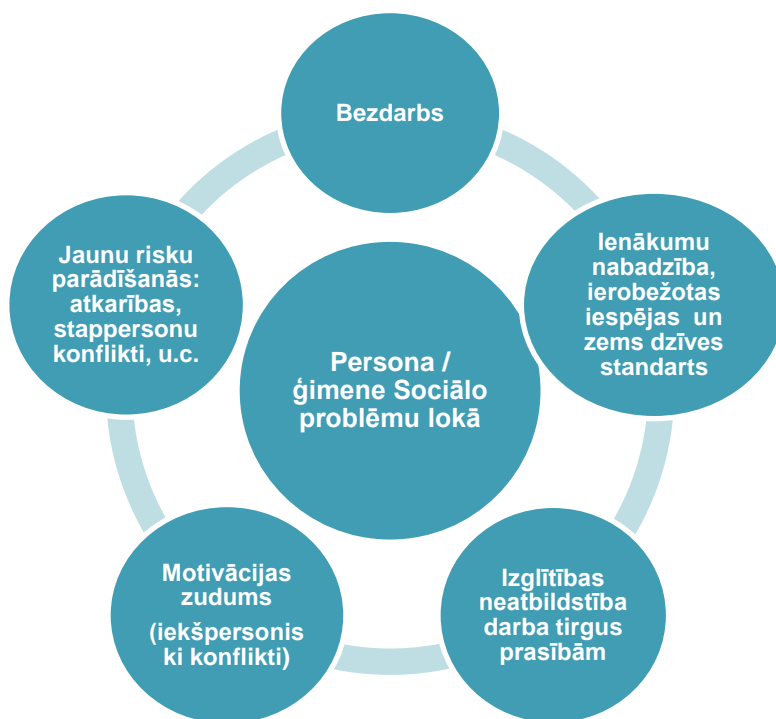 Bezdarbs
Ienākumu
nabadzība,
ierobežotas
iespējas un
zems dzīves
standarts
Jaunu risku
parādīšanās:
atkarības,
stappersonu
konflikti, u.c.
Persona /
ģimene Sociālo
problēmu lokā
Motivācijas
zudums
(iekšpersonis
ki konflikti)
Izglītības
neatbildstība
darba tirgus
prasībām